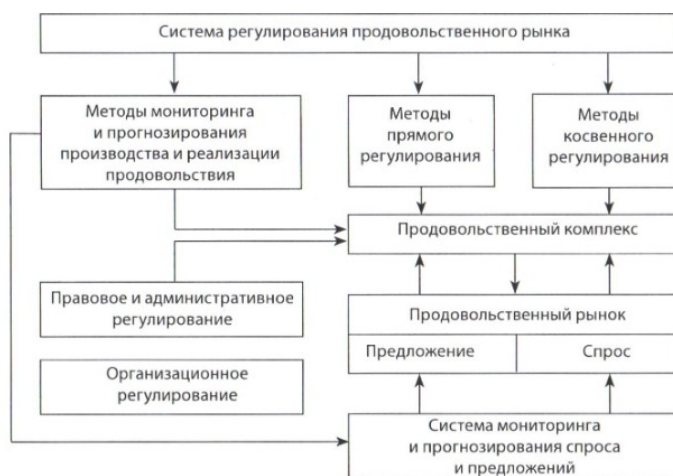 Система регулирования продовольственного рынка
Методы мониторинга
и прогнозирования
производства и реализации
продовольствия
Методы
прямого
регулирования
Методы
косвенного
регулирования
Продовольственный комплекс
Правовое и административное
регулирование
Продовольственный рынок
Предложение
Спрос
Организационное
регулирование
Система мониторинга
и прогнозирования спроса
и предложений